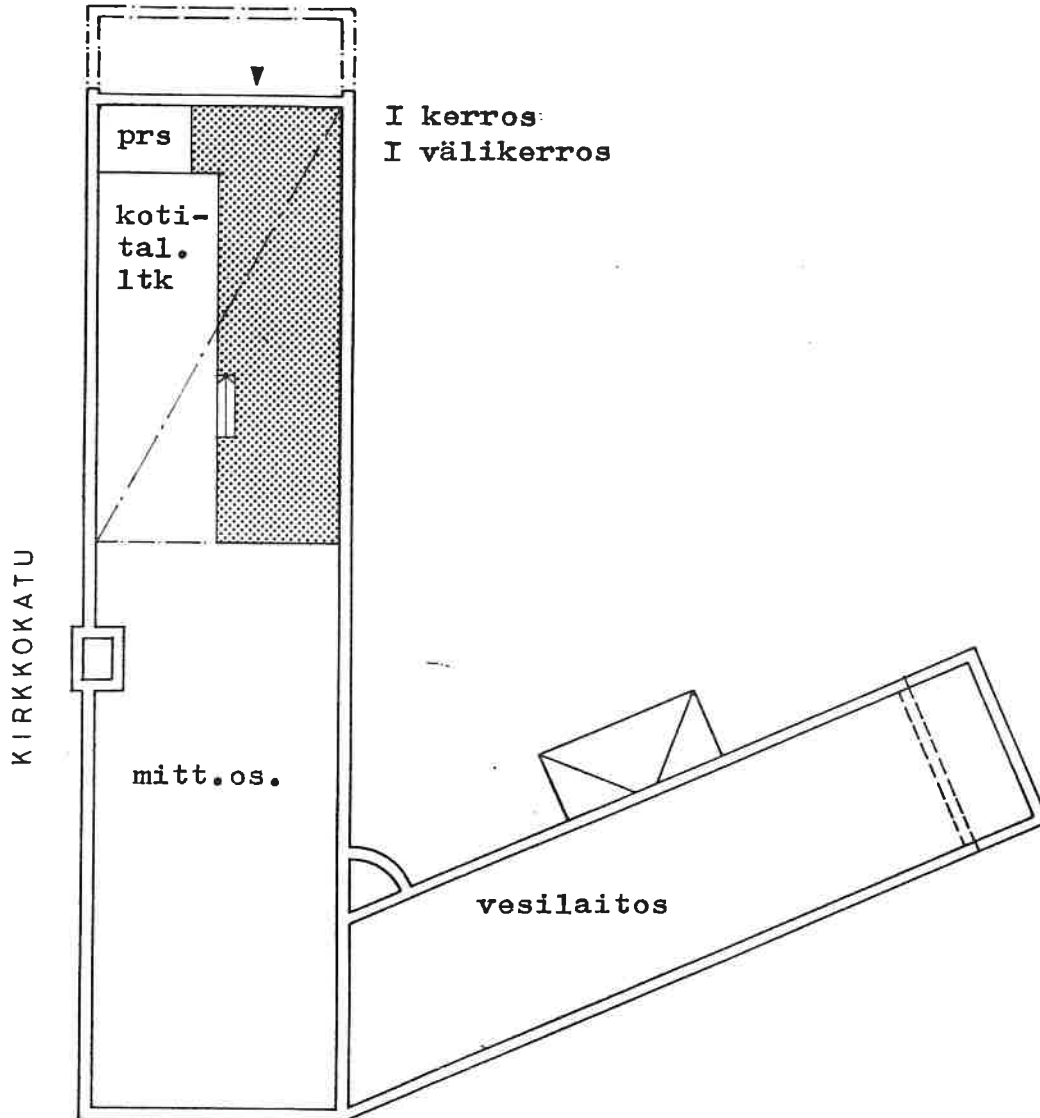 I kerros
I välikerros
prs
koti-
tal.
ltk
KIRKKOKATU
mitt.os.
vesilaitos